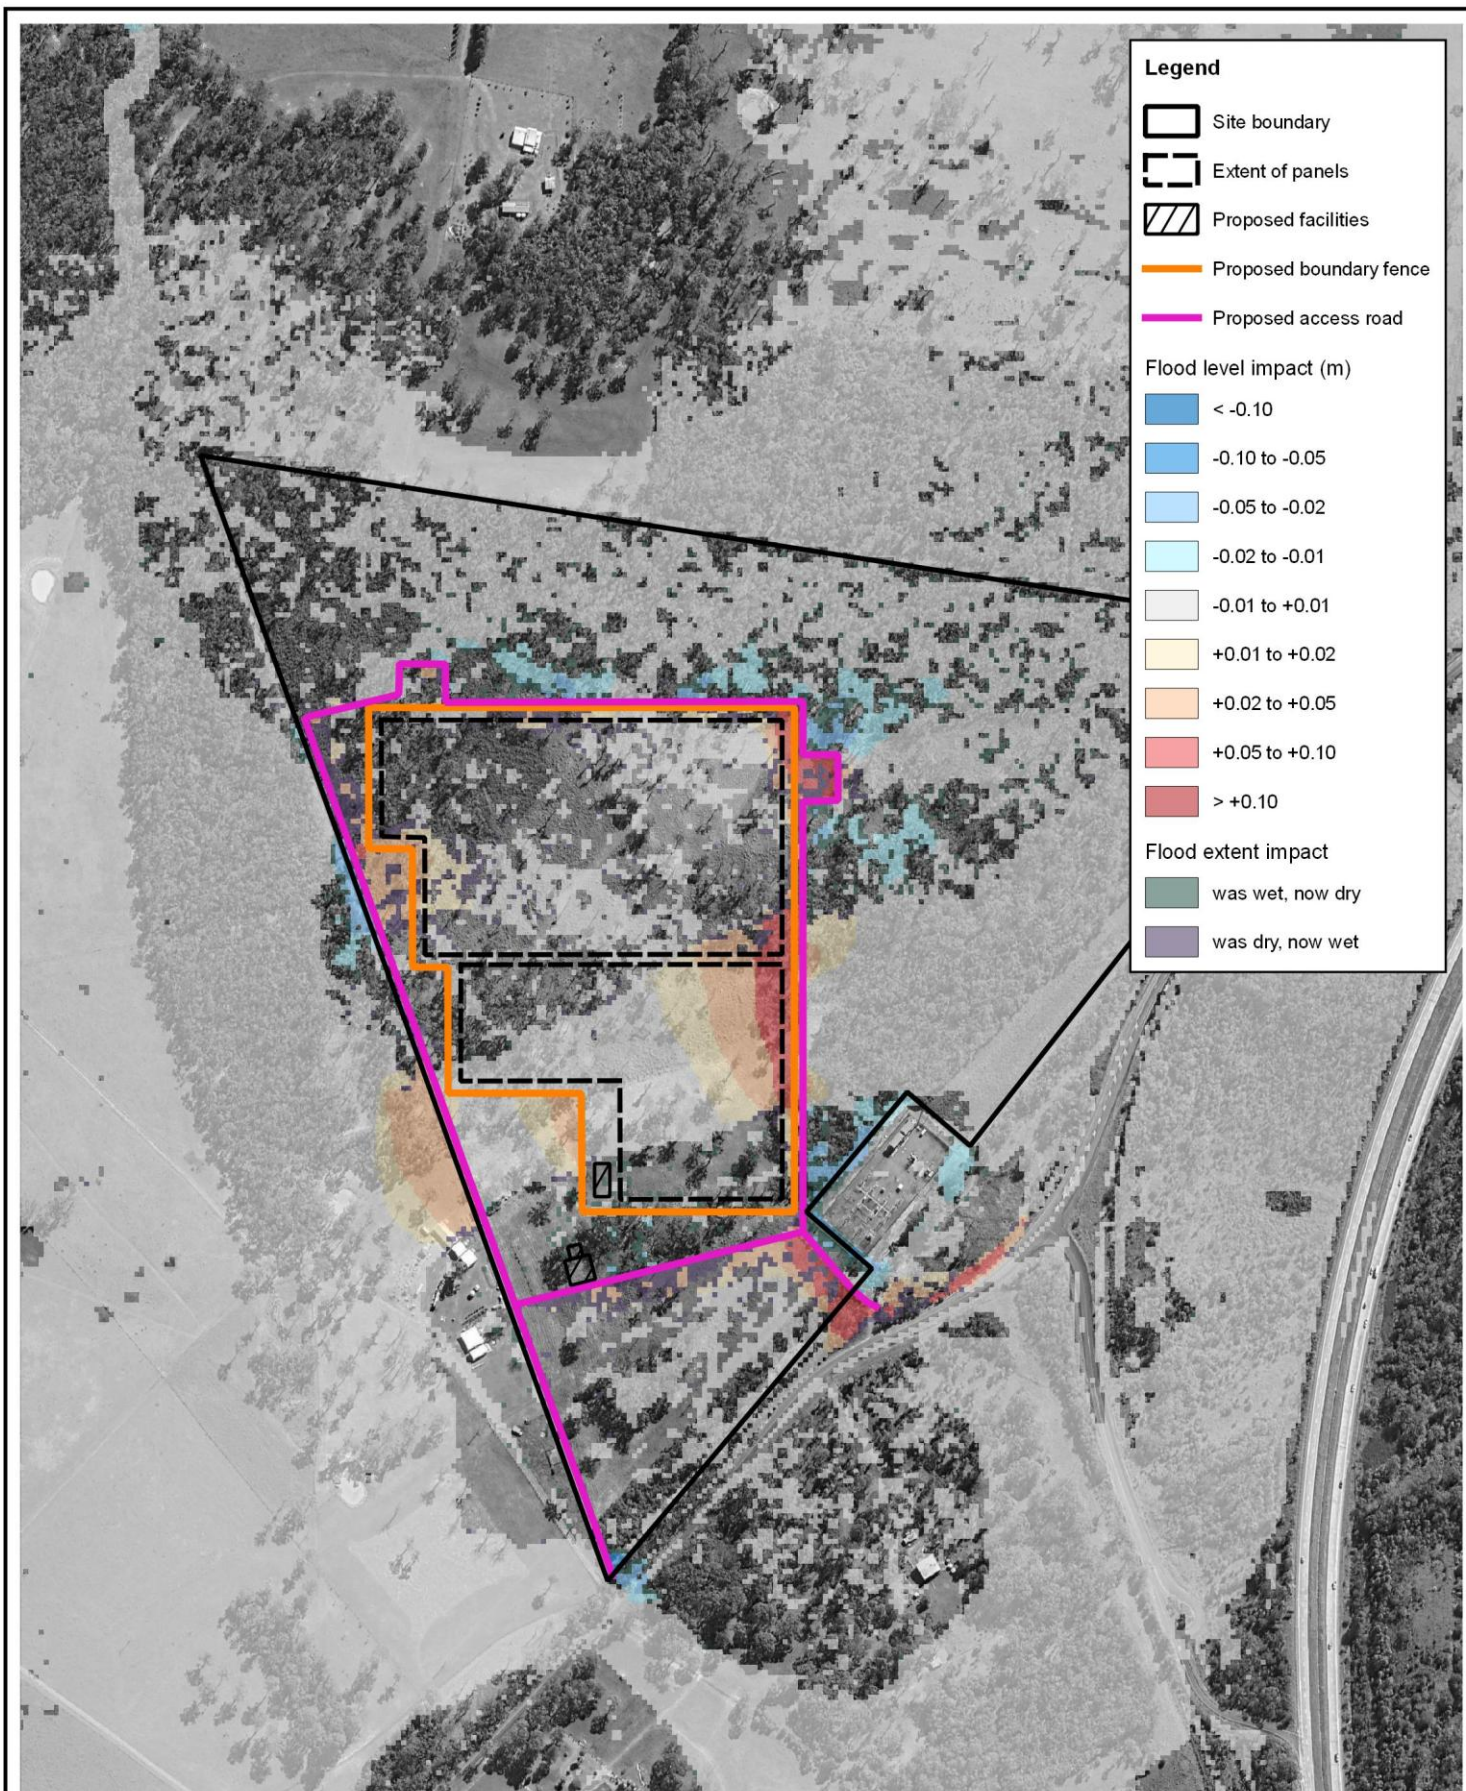 Legend
Site boundary
Extent of panels
Proposed facilities
Proposed boundary fence
Proposed access road
Flood level impact (m)
< -0.10
-0.10 to -0.05
-0.05 to -0.02
-0.02 to -0.01
-0.01 to +0.01
+0.01 to +0.02
+0.02 to +0.05
+0.05 to +0.10
> +0.10
Flood extent impact
was wet, now dry
was dry, now wet